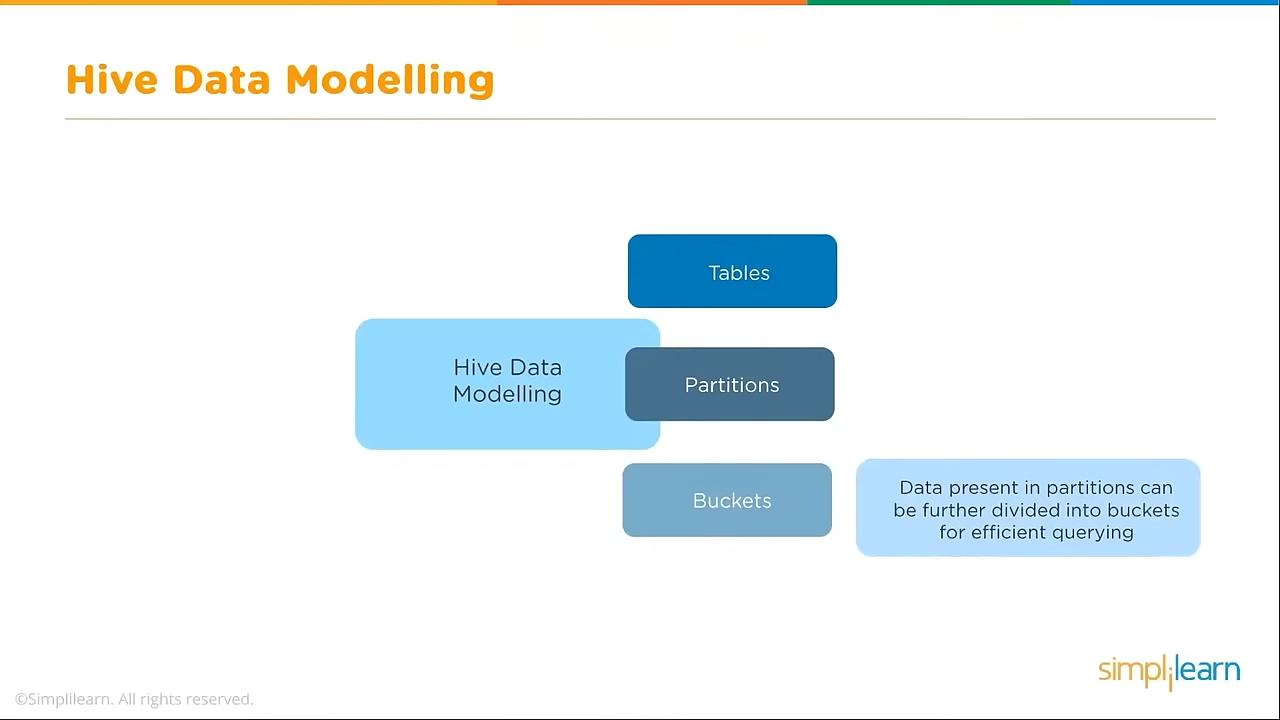 Hive Data Modelling
Tables
Hive Data
Modelling
Partitions
Buckets
Data present in partitions can
be further divided into buckets
for efficient querying
simplilearn
©Simplilearn. All rights reserved.